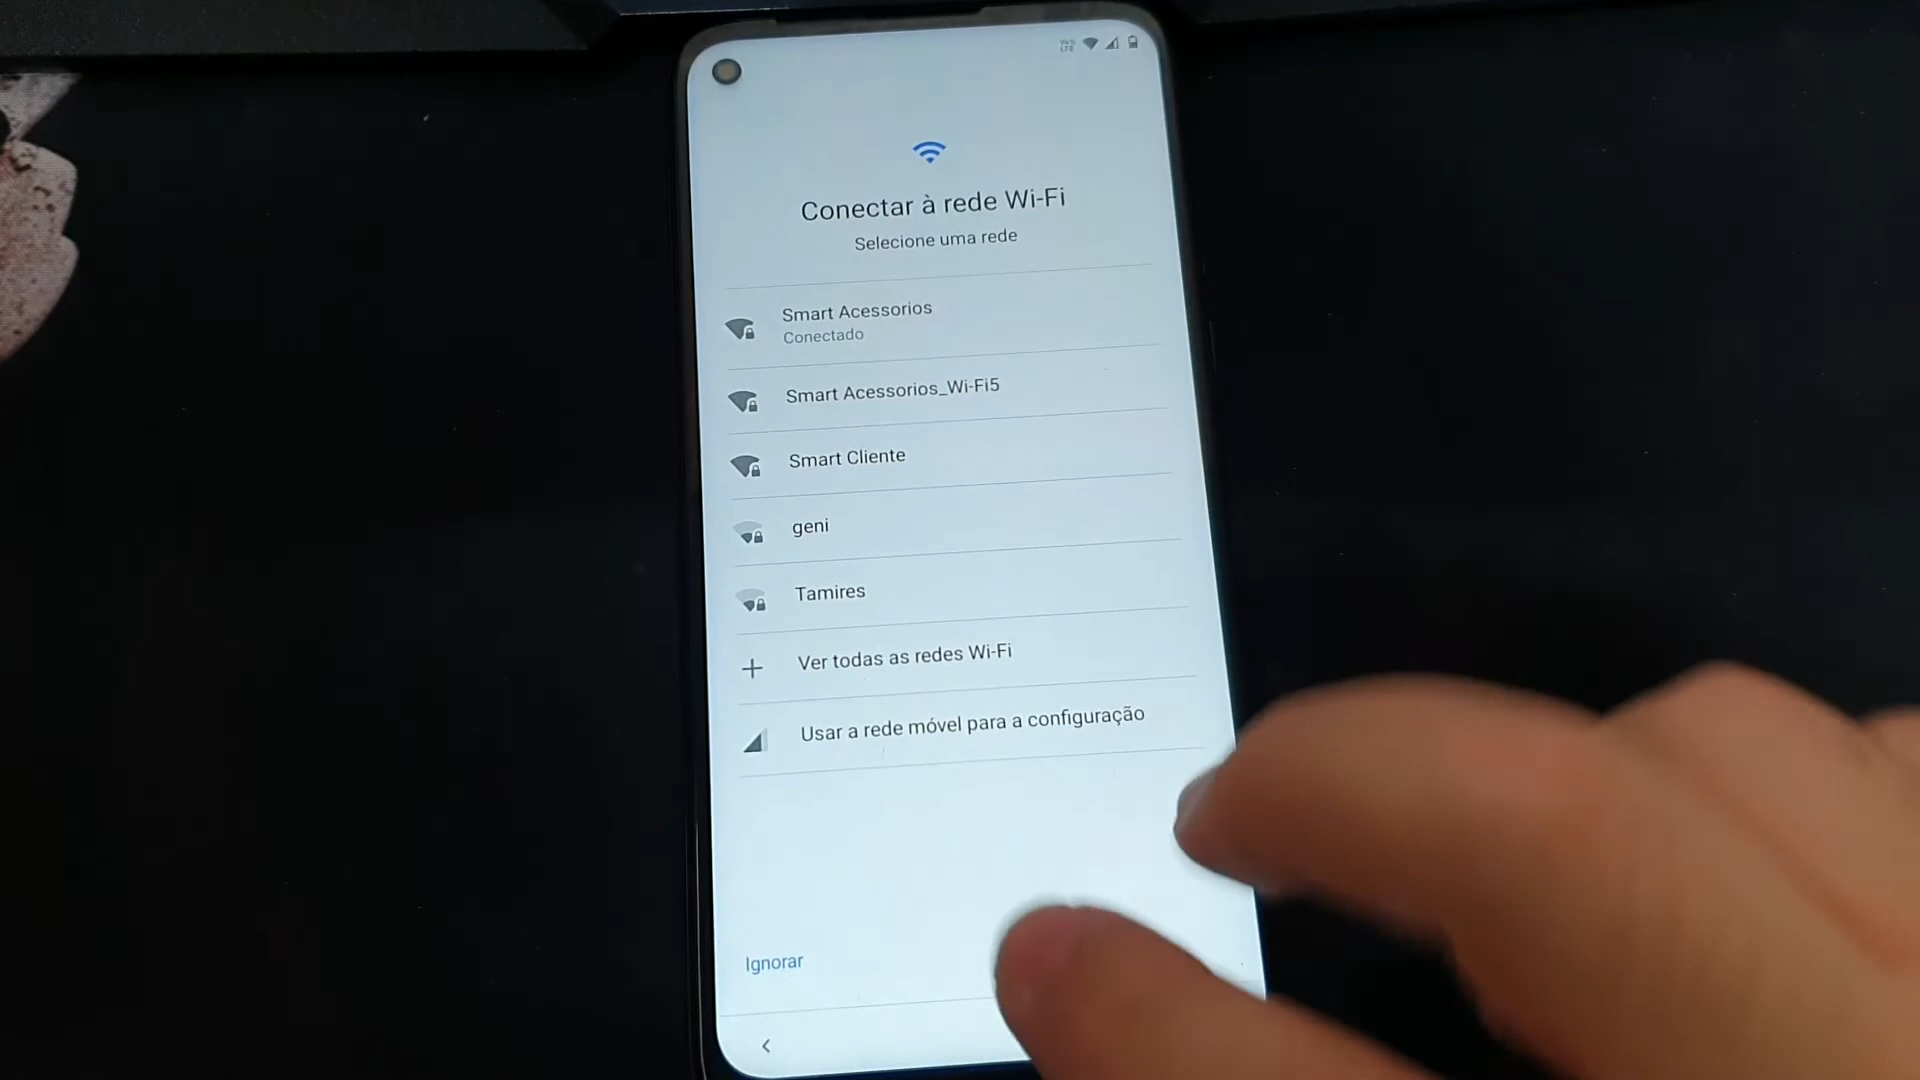 Conectar à rede Wi-Fi
Selecione uma rede
Smart Acessorios
Conectado
Smart Acessorios_Wi-Fi5
Smart Cliente
geni
Tamires
Ver todas as redes Wi-Fi
Usar a rede móvel para a configuração
Ignorar